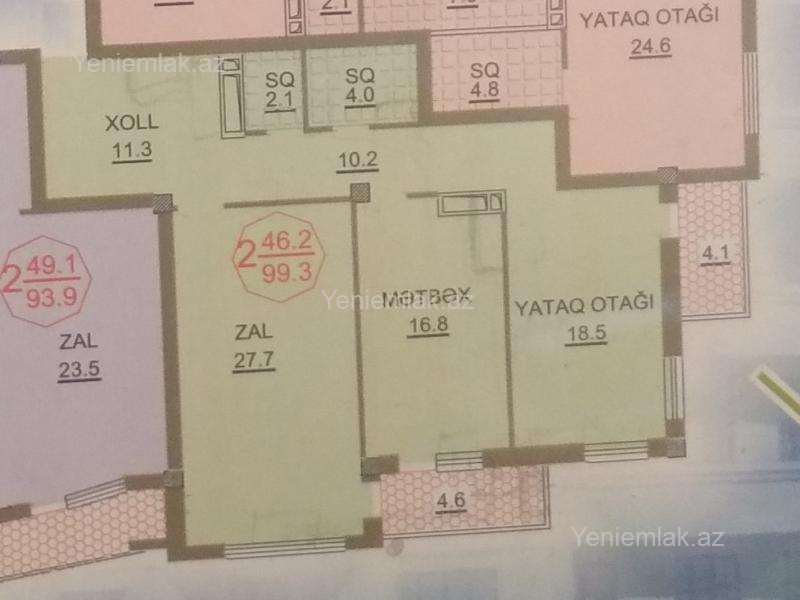 2.1
YATAQ OTAĞI
24.6
Yeniemlak.az
SQ
2.1
SQ
4.0
SQ
4.8
XOLL
11.3
10.2
2 49.1
93.9
2 46.2
99.3
4.1
Yeniemlak.az
MƏTBƏX
16.8
YATAQ OTAĞI
18.5
ZAL
23.5
ZAL
27.7
4.6
Yeniemlak.az